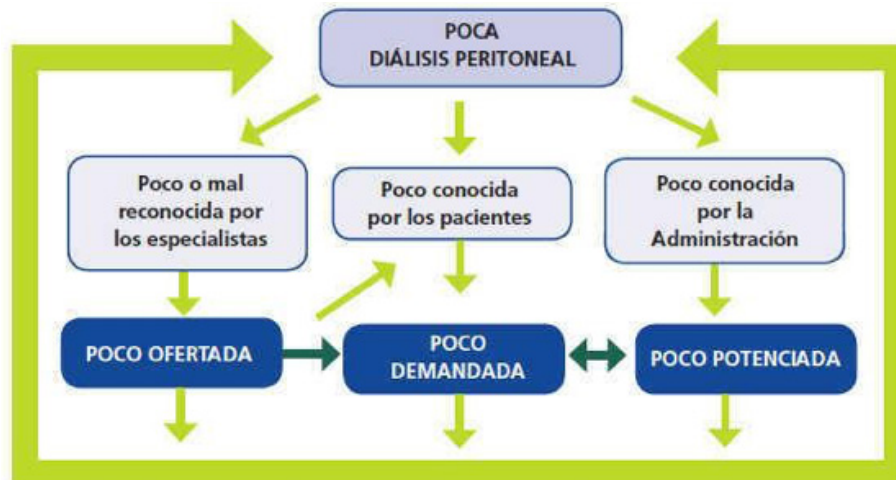 POCA
DIÁLISIS PERITONEAL
Poco o mal
reconocida por
los especialistas
Poco conocida
por los pacientes
Poco conocida
por la
Administración
POCO OFERTADA
POCO
DEMANDADA
POCO POTENCIADA